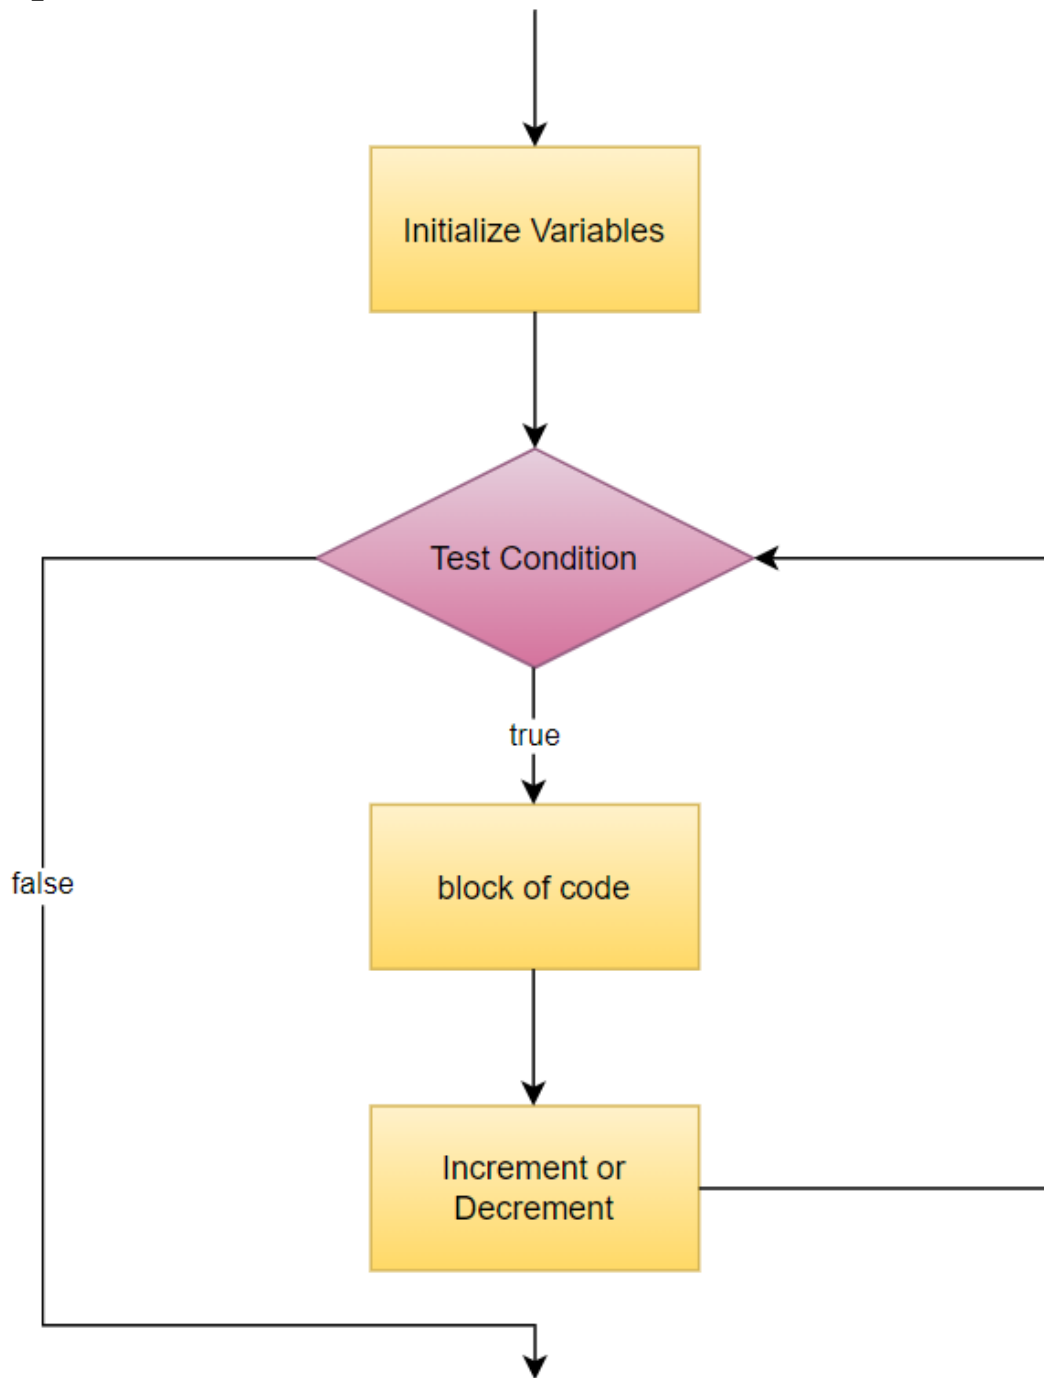 Initialize Variables
Test Condition
true
block of code
false
Increment or
Decrement